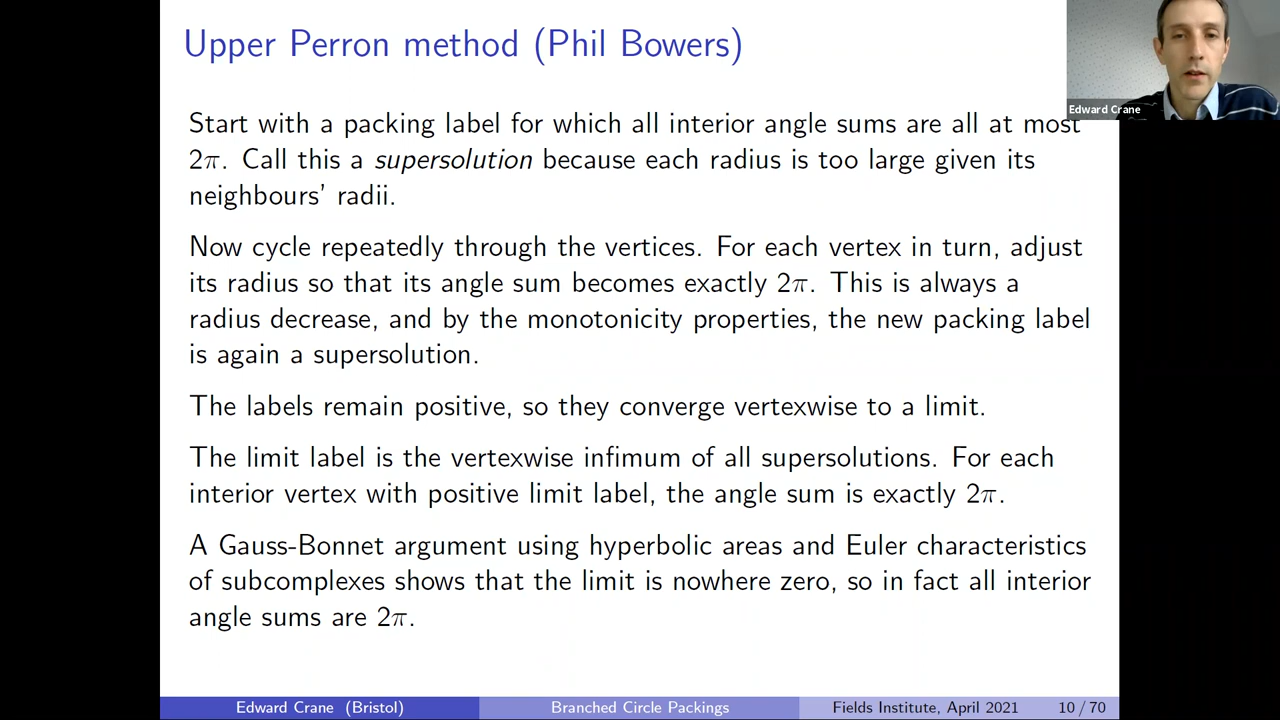 Upper Perron method (Phil Bowers)
Edward Crane
Start with a packing label for which all interior angle sums are all at most
2π. Call this a supersolution because each radius is too large given its
neighbours' radii.
Now cycle repeatedly through the vertices. For each vertex in turn, adjust
its radius so that its angle sum becomes exactly 2π. This is always a
radius decrease, and by the monotonicity properties, the new packing label
is again a supersolution.
The labels remain positive, so they converge vertexwise to a limit.
The limit label is the vertexwise infimum of all supersolutions. For each
interior vertex with positive limit label, the angle sum is exactly 2π.
A Gauss-Bonnet argument using hyperbolic areas and Euler characteristics
of subcomplexes shows that the limit is nowhere zero, so in fact all interior
angle sums are 2π.
Edward Crane (Bristol) Branched Circle Packings Fields Institute, April 2021 10 / 70